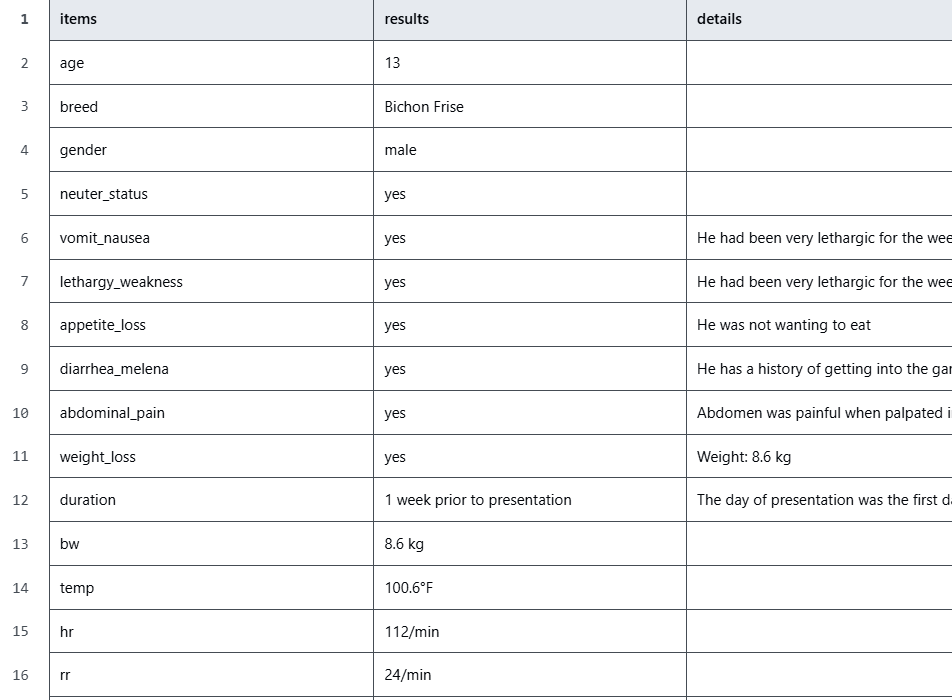 1 items results details
2 age 13
3 breed Bichon Frise
4 gender male
5 neuter_status yes
6 vomit_nausea yes He had been very lethargic for the wee
7 lethargy_weakness yes He had been very lethargic for the wee
8 appetite_loss yes He was not wanting to eat
9 diarrhea_melena yes He has a history of getting into the gar
10 abdominal_pain yes Abdomen was painful when palpated i
11 weight_loss yes Weight: 8.6 kg
12 duration 1 week prior to presentation The day of presentation was the first da
13 bw 8.6 kg
14 temp 100.6°F
15 hr 112/min
16 rr 24/min